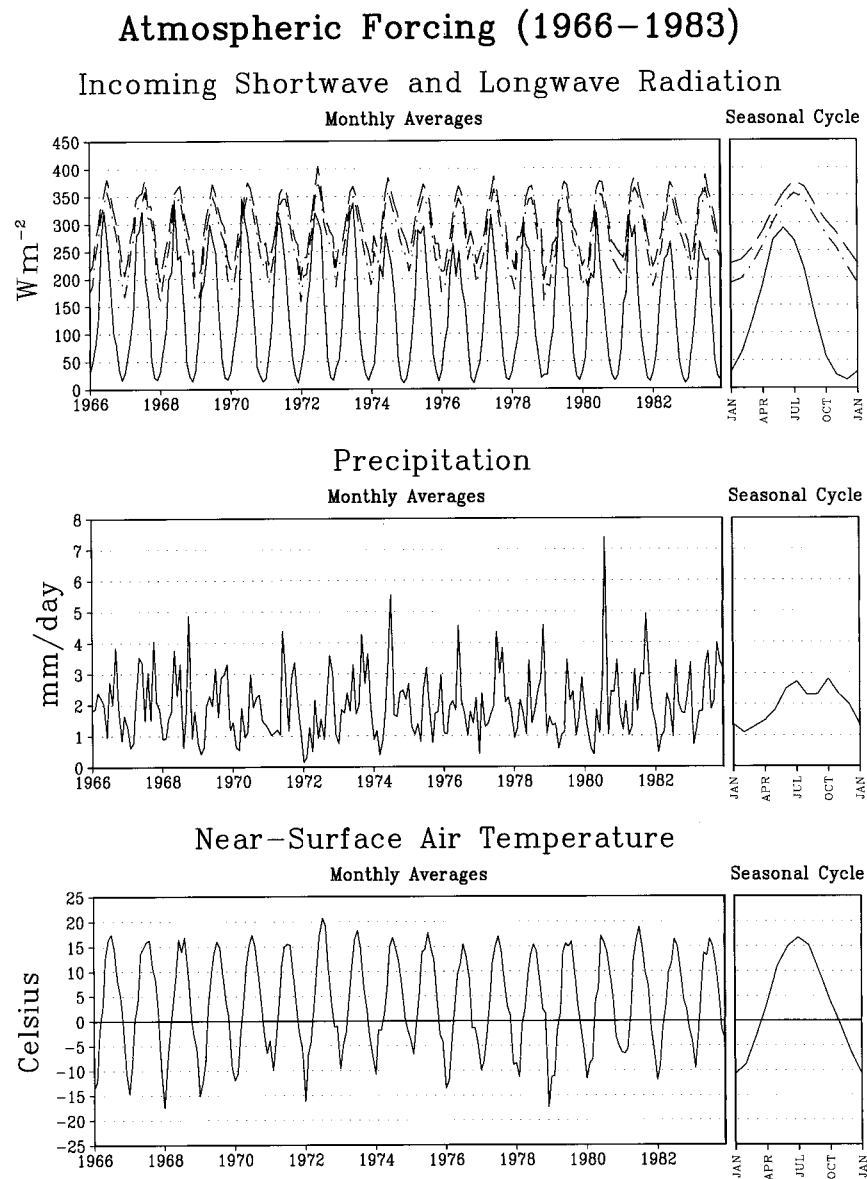 Atmospheric Forcing (1966–1983)
Incoming Shortwave and Longwave Radiation
Monthly Averages
Seasonal Cycle
Wm⁻²
450
400
350
300
250
200
150
100
50
0
1966 1968 1970 1972 1974 1976 1978 1980 1982
JAN APR JUL OCT JAN
Precipitation
Monthly Averages
Seasonal Cycle
mm/day
8
7
6
5
4
3
2
1
0
1966 1968 1970 1972 1974 1976 1978 1980 1982
JAN APR JUL OCT JAN
Near–Surface Air Temperature
Monthly Averages
Seasonal Cycle
Celsius
25
20
15
10
5
0
-5
-10
-15
-20
-25
1966 1968 1970 1972 1974 1976 1978 1980 1982
JAN APR JUL OCT JAN